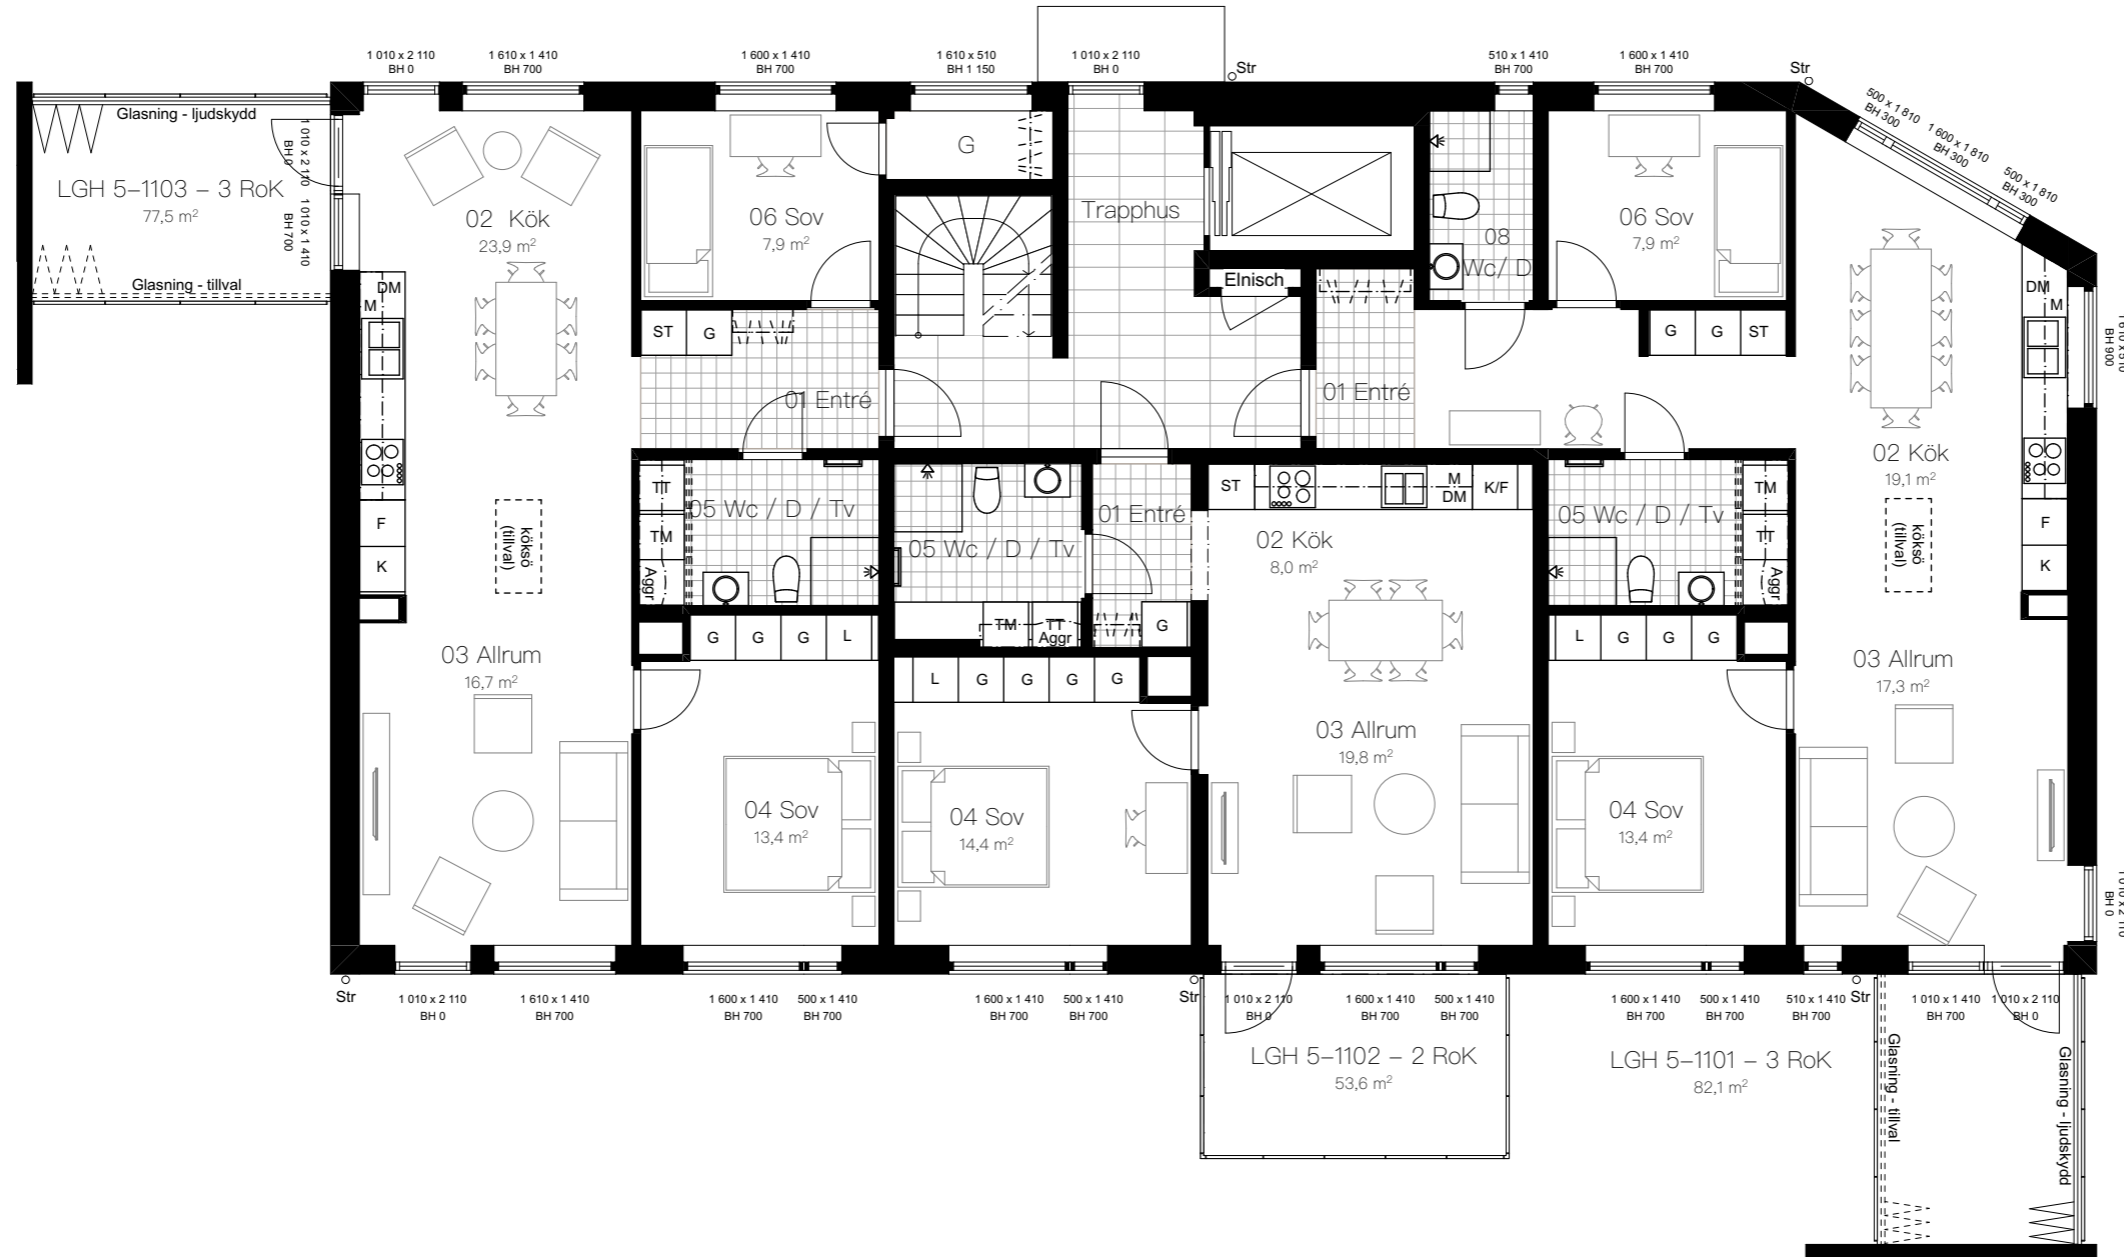 1 010 x 2 110
BH 0
1 610 x 1 410
BH 700
1 600 x 1 410
BH 700
1 610 x 510
BH 1 150
1 010 x 2 110
BH 0
Str
510 x 1 410
BH 700
1 600 x 1 410
BH 700
Str
500 x 1 810
BH 300
1 600 x 1 810
BH 300
500 x 1 810
BH 300
Glasning - ljudskydd
LGH 5-1103 - 3 RoK
77,5 m²
Glasning - tillval
1 010 x 2 110
BH 0
1 010 x 1 410
BH 700
02 Kök
23,9 m²
06 Sov
7,9 m²
G
Trapphus
Elnisch
08
Wc/ D
06 Sov
7,9 m²
DM
M
ST
G
01 Entré
01 Entré
G
G
ST
DM
M
1 610 x 510
BH 900
02 Kök
19,1 m²
F
K
köksö
(tillval)
TT
TM
Aggr
05 Wc / D / Tv
05 Wc / D / Tv
01 Entré
TM
TT
Aggr
G
ST
M
DM
K/F
02 Kök
8,0 m²
05 Wc / D / Tv
TM
TT
Aggr
köksö
(tillval)
F
K
G
G
G
L
L
G
G
G
G
L
G
G
G
03 Allrum
16,7 m²
03 Allrum
19,8 m²
03 Allrum
17,3 m²
04 Sov
13,4 m²
04 Sov
14,4 m²
04 Sov
13,4 m²
1 010 x 2 110
BH 0
Str
1 010 x 2 110
BH 0
1 610 x 1 410
BH 700
1 600 x 1 410
BH 700
500 x 1 410
BH 700
1 600 x 1 410
BH 700
500 x 1 410
BH 700
Str
1 010 x 2 110
BH 0
1 600 x 1 410
BH 700
500 x 1 410
BH 700
1 600 x 1 410
BH 700
500 x 1 410
BH 700
510 x 1 410
BH 700
Str
1 010 x 1 410
BH 700
1 010 x 2 110
BH 0
LGH 5-1102 - 2 RoK
53,6 m²
LGH 5-1101 - 3 RoK
82,1 m²
Glasning - tillval
Glasning - ljudskydd